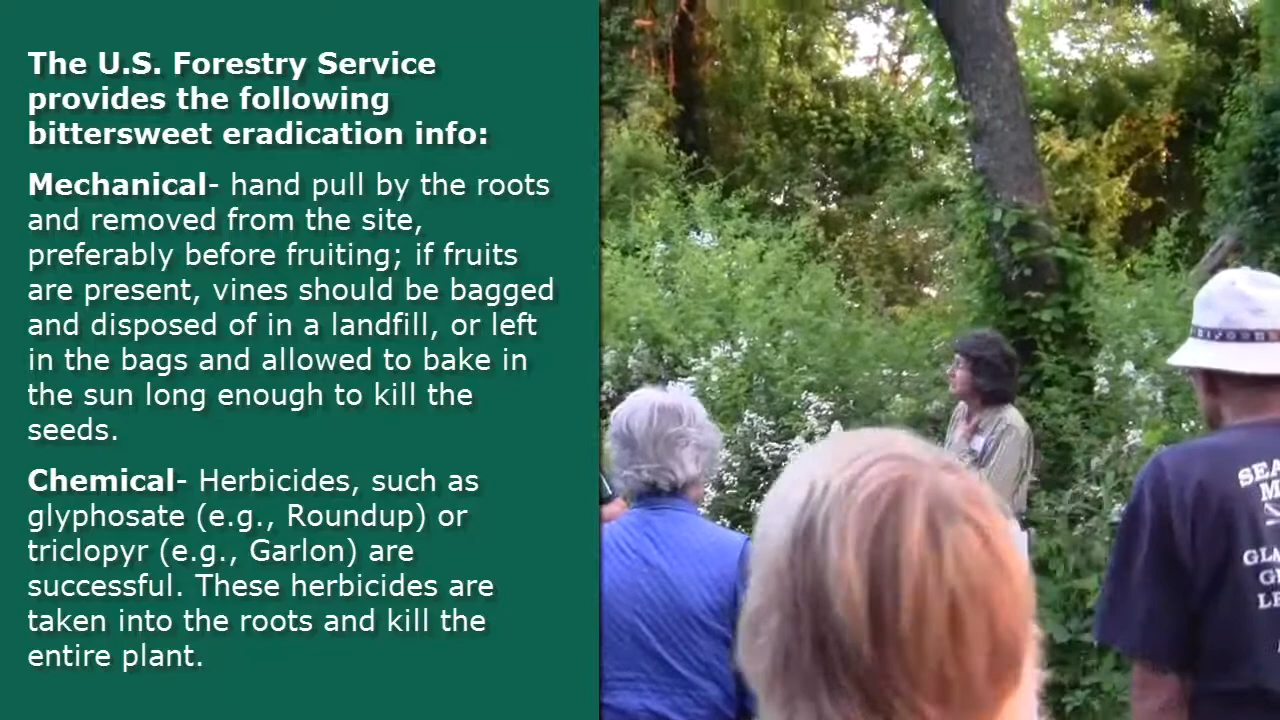 The U.S. Forestry Service
provides the following
bittersweet eradication info:
Mechanical- hand pull by the roots
and removed from the site,
preferably before fruiting; if fruits
are present, vines should be bagged
and disposed of in a landfill, or left
in the bags and allowed to bake in
the sun long enough to kill the
seeds.
Chemical- Herbicides, such as
glyphosate (e.g., Roundup) or
triclopyr (e.g., Garlon) are
successful. These herbicides are
taken into the roots and kill the
entire plant.